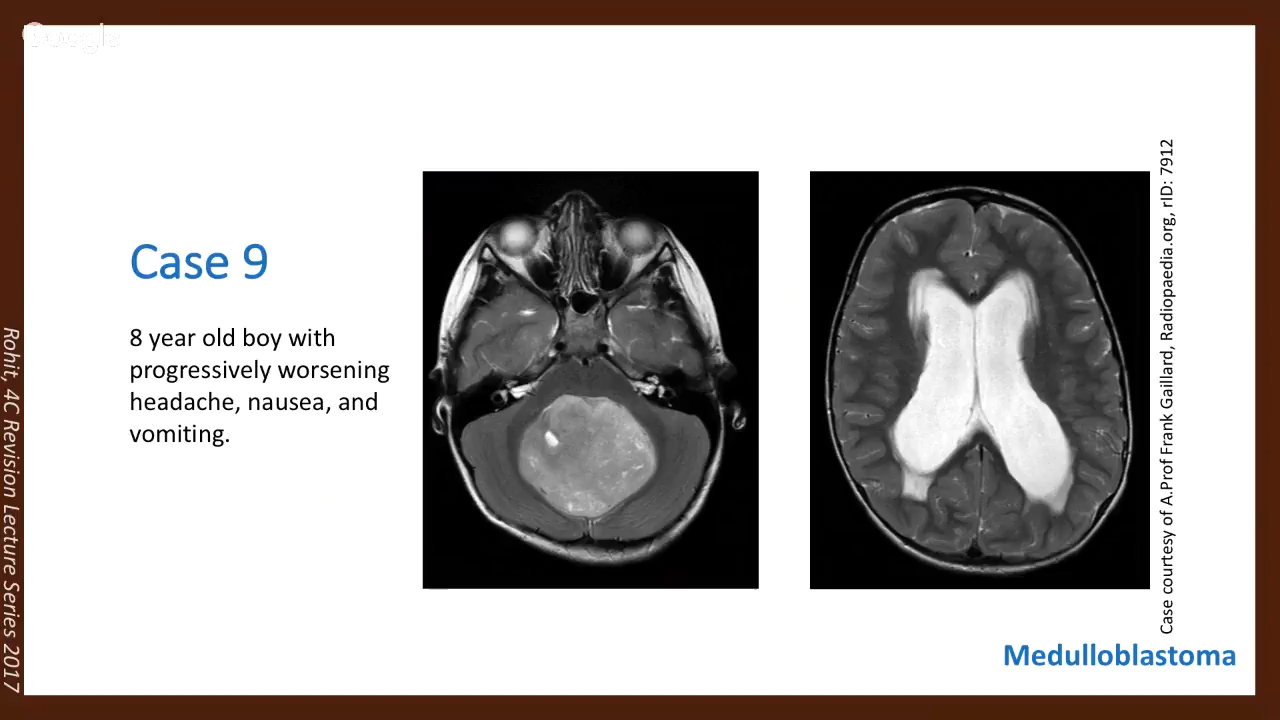 Google
Case 9
8 year old boy with
progressively worsening
headache, nausea, and
vomiting.
Case courtesy of A.Prof Frank Gaillard, Radiopaedia.org, rID: 7912
Medulloblastoma
Rohit, 4C Revision Lecture Series 2017